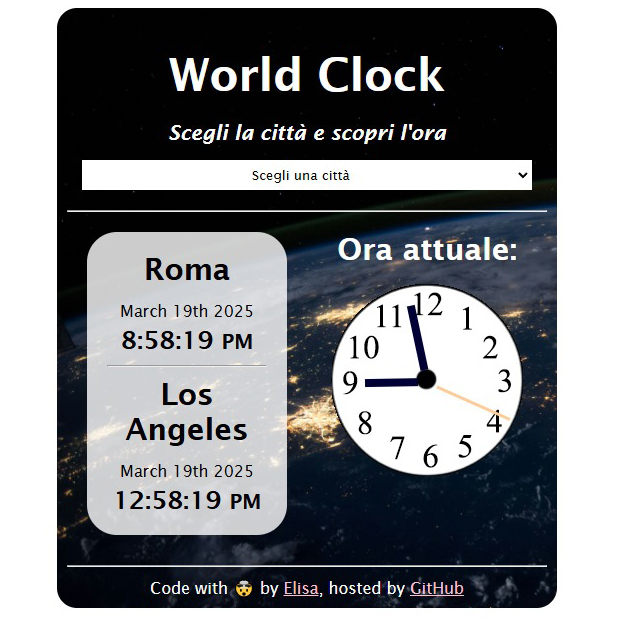 World Clock
Scegli la città e scopri l'ora
Scegli una città
Roma
March 19th 2025
8:58:19 PM
Los
Angeles
March 19th 2025
12:58:19 PM
Ora attuale:
12
1
2
3
4
5
6
7
8
9
10
11
Code with 🤯 by Elisa, hosted by GitHub